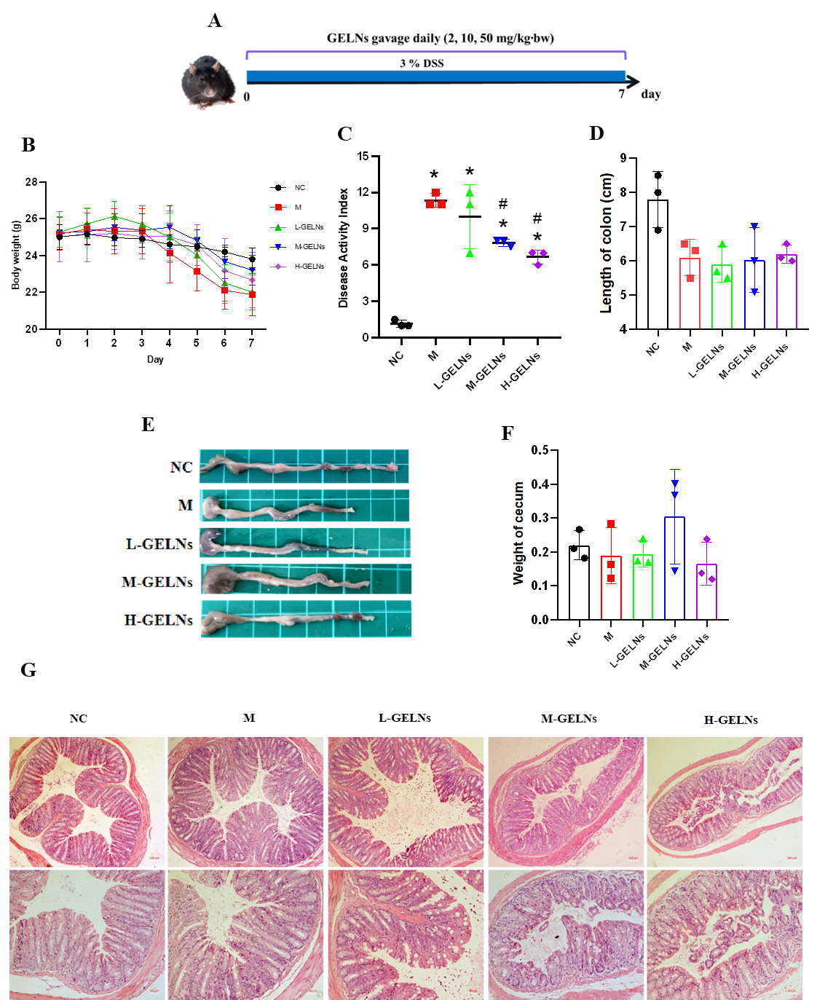 A
GELNs gavage daily (2, 10, 50 mg/kg·bw)
3 % DSS
0
7
day
B
Body weight (g)
28
26
24
22
20
0 1 2 3 4 5 6 7
Day
NC
M
L-GELNs
M-GELNs
H-GELNs
C
Disease Activity Index
15
12
9
6
3
0
* * # * # *
NC M L-GELNs M-GELNs H-GELNs
D
Length of colon (cm)
9
8
7
6
5
4
NC M L-GELNs M-GELNs H-GELNs
E
NC
M
L-GELNs
M-GELNs
H-GELNs
F
Weight of cecum
0.5
0.4
0.3
0.2
0.1
0.0
NC M L-GELNs M-GELNs H-GELNs
G
NC M L-GELNs M-GELNs H-GELNs